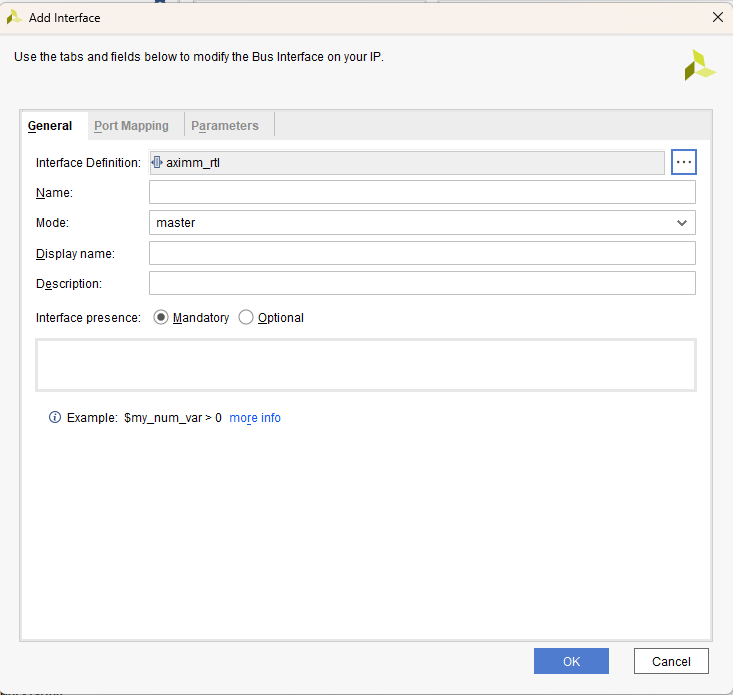 Add Interface
Use the tabs and fields below to modify the Bus Interface on your IP.
General Port Mapping Parameters
Interface Definition: aximm_rtl ...
Name:
Mode: master
Display name:
Description:
Interface presence: Mandatory Optional
Example: $my_num_var > 0 more info
OK Cancel